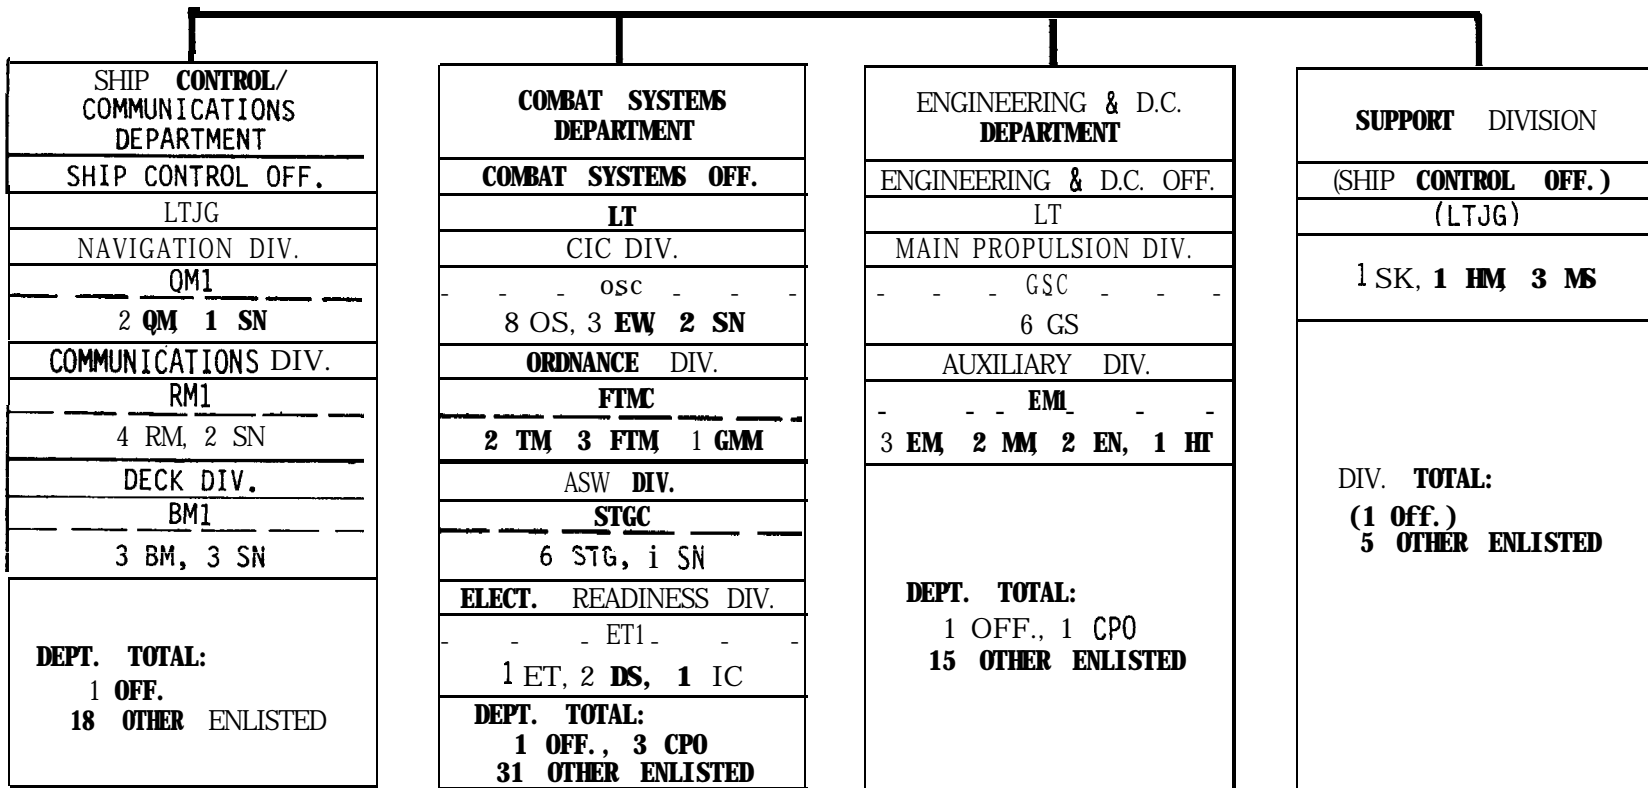 SHIP CONTROL/
COMMUNICATIONS
DEPARTMENT
SHIP CONTROL OFF.
LTJG
NAVIGATION DIV.
QM1
2 QM, 1 SN
COMMUNICATIONS DIV.
RM1
4 RM, 2 SN
DECK DIV.
BM1
3 BM, 3 SN
DEPT. TOTAL:
1 OFF.
18 OTHER ENLISTED
COMBAT SYSTEMS
DEPARTMENT
COMBAT SYSTEMS OFF.
LT
CIC DIV.
OSC
8 OS, 3 EW, 2 SN
ORDNANCE DIV.
FTMC
2 TM, 3 FTM, 1 GMM
ASW DIV.
STGC
6 STG, i SN
ELECT. READINESS DIV.
ET1
1 ET, 2 DS, 1 IC
DEPT. TOTAL:
1 OFF., 3 CPO
31 OTHER ENLISTED
ENGINEERING & D.C.
DEPARTMENT
ENGINEERING & D.C. OFF.
LT
MAIN PROPULSION DIV.
GSC
6 GS
AUXILIARY DIV.
EM1
3 EM, 2 MM, 2 EN, 1 HT
DEPT. TOTAL:
1 OFF., 1 CPO
15 OTHER ENLISTED
SUPPORT DIVISION
(SHIP CONTROL OFF.)
(LTJG)
1 SK, 1 HM, 3 MS
DIV. TOTAL:
(1 Off.)
5 OTHER ENLISTED